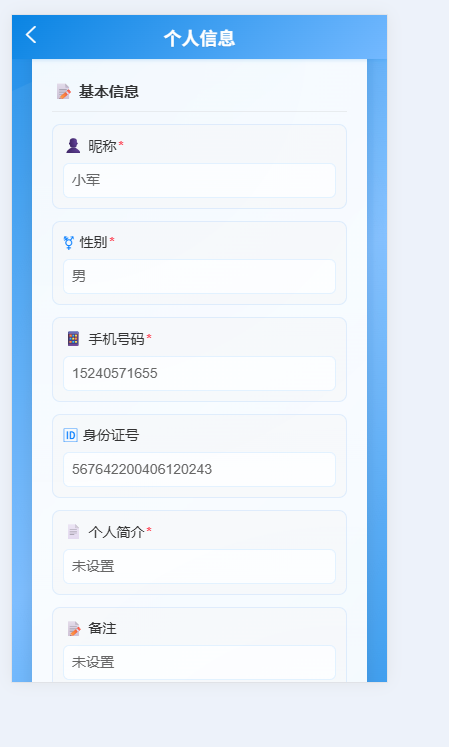 个人信息
基本信息
昵称*
小军
性别*
男
手机号码*
15240571655
ID 身份证号
567642200406120243
个人简介*
未设置
备注
未设置